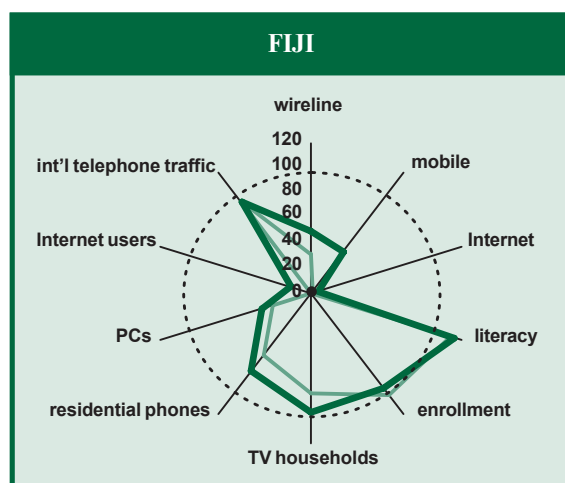 FIJI
wireline
120
100
80
60
40
20
0
mobile
int'l telephone traffic
Internet users
Internet
PCs
literacy
residential phones
enrollment
TV households